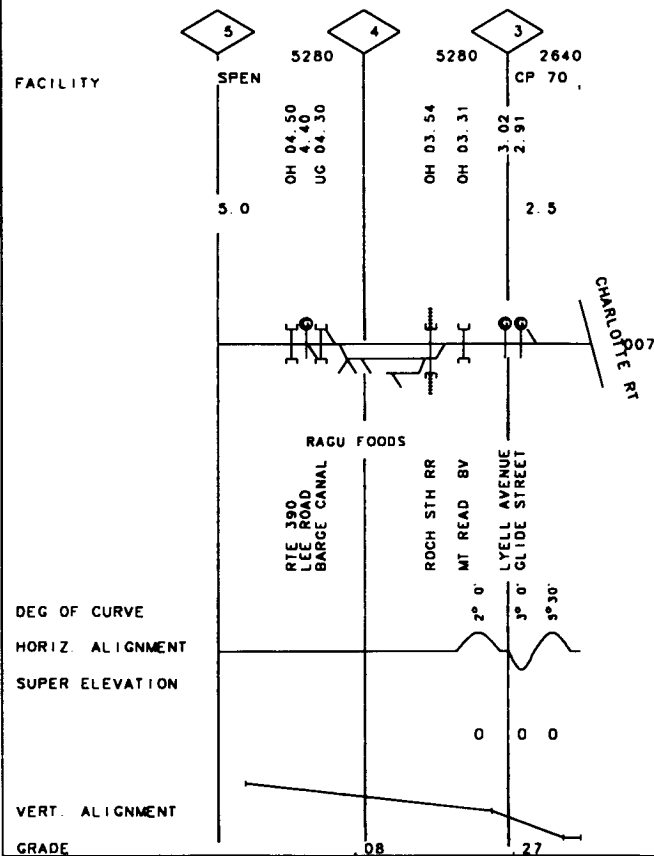 5 4 3
5280 5280 2640
FACILITY SPEN CP 70
OH 04.50
4.40
UG 04.30
OH 03.54
OH 03.31
3.02
2.91
5.0 2.5
CHARLOTTE RT
007
RAGU FOODS
RTE 390
LEE ROAD
BARGE CANAL
ROCH STH RR
MT READ BV
LYELL AVENUE
GLIDE STREET
DEG OF CURVE 2° 0' 3° 0' 5°30'
HORIZ. ALIGNMENT
SUPER ELEVATION
0 0 0
VERT. ALIGNMENT
GRADE .08 .27